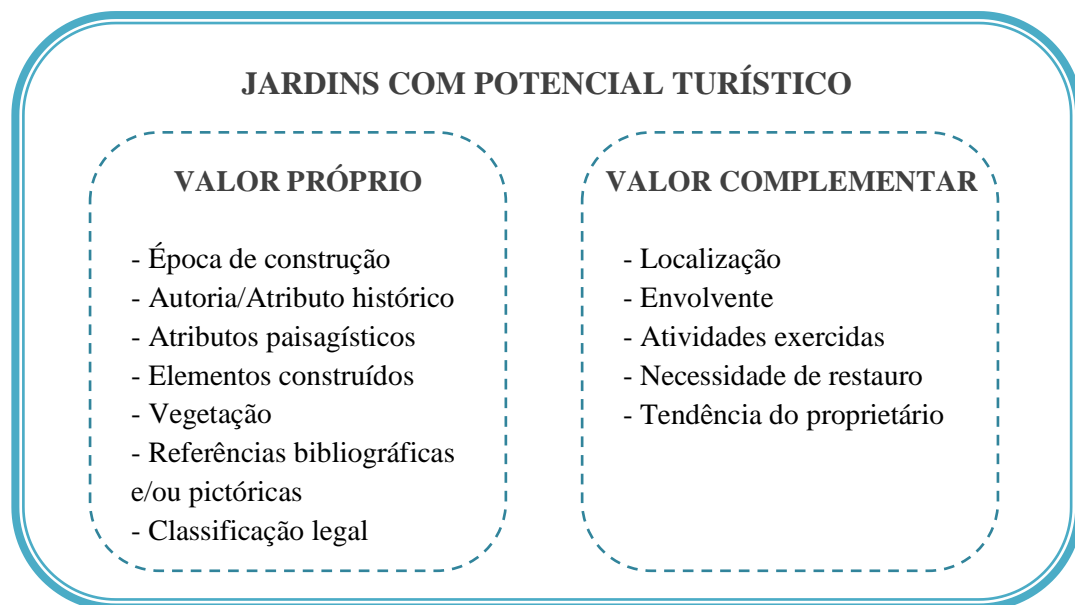 JARDINS COM POTENCIAL TURÍSTICO
VALOR PRÓPRIO
- Época de construção
- Autoria/Atributo histórico
- Atributos paisagísticos
- Elementos construídos
- Vegetação
- Referências bibliográficas
e/ou pictóricas
- Classificação legal
VALOR COMPLEMENTAR
- Localização
- Envolvente
- Atividades exercidas
- Necessidade de restauro
- Tendência do proprietário